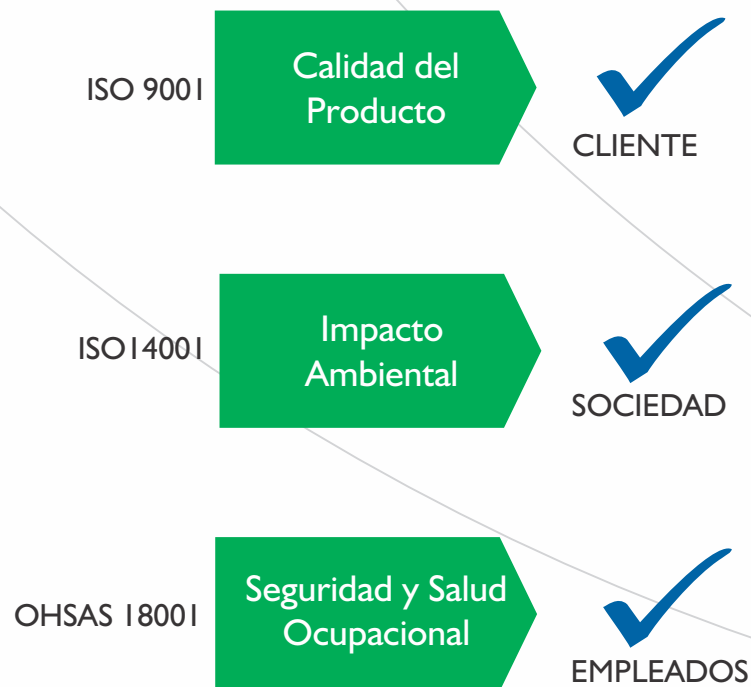 ISO 9001
Calidad del
Producto
CLIENTE
ISO14001
Impacto
Ambiental
SOCIEDAD
OHSAS 18001
Seguridad y Salud
Ocupacional
EMPLEADOS